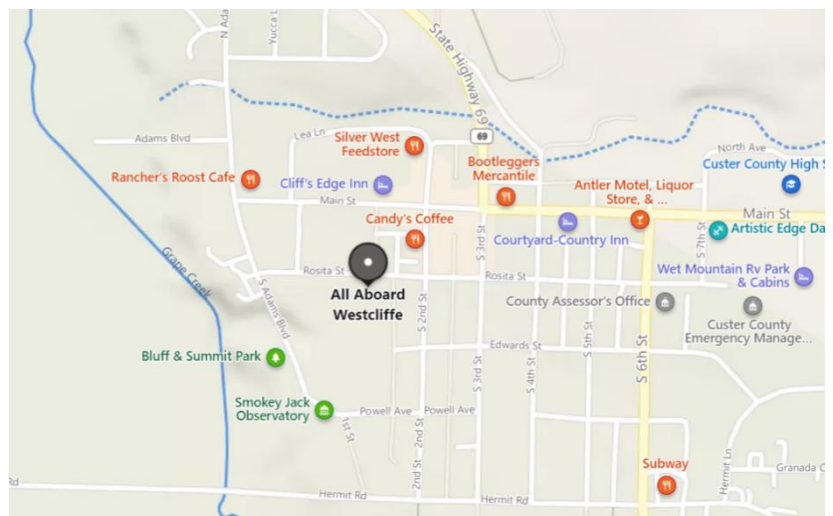 N Ada
Yucca L
State Highway 69
69
Adams Blvd
Lea Ln
Silver West
Feedstore
North Ave
Custer County High S
Rancher's Roost Cafe
Cliff's Edge Inn
Bootleggers
Mercantile
Antler Motel, Liquor
Store, & ...
Main St
Main St
Candy's Coffee
Courtyard-Country Inn
S 7th St
Artistic Edge Da
S 3rd St
Grape Creek
Rosita St
Rosita St
Wet Mountain Rv Park
& Cabins
All Aboard
Westcliffe
S Adams Blvd
S 2nd St
County Assessor's Office
Custer County
Emergency Manage...
Bluff & Summit Park
Edwards St
S 3rd St
S 4th St
S 5th St
S 6th St
Smokey Jack
Observatory
Powell Ave
Powell Ave
1st St
2nd St
2nd St
Subway
Hermit Ln
Granada C
Rd
Hermit Rd
Hermit Rd